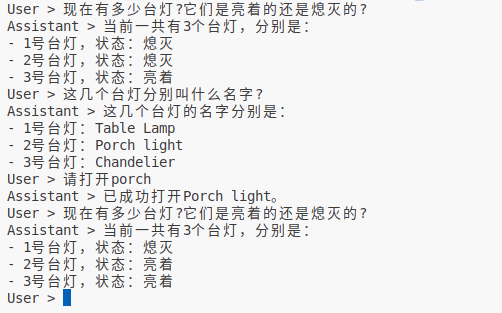 User > 现在有多少台灯?它们是亮着的还是熄灭的?
Assistant > 当前一共有3个台灯，分别是：
- 1号台灯，状态：熄灭
- 2号台灯，状态：熄灭
- 3号台灯，状态：亮着
User > 这几个台灯分别叫什么名字?
Assistant > 这几个台灯的名字分别是：
- 1号台灯：Table Lamp
- 2号台灯：Porch light
- 3号台灯：Chandelier
User > 请打开porch
Assistant > 已成功打开Porch light。
User > 现在有多少台灯?它们是亮着的还是熄灭的?
Assistant > 当前一共有3个台灯，分别是：
- 1号台灯，状态：熄灭
- 2号台灯，状态：亮着
- 3号台灯，状态：亮着
User >